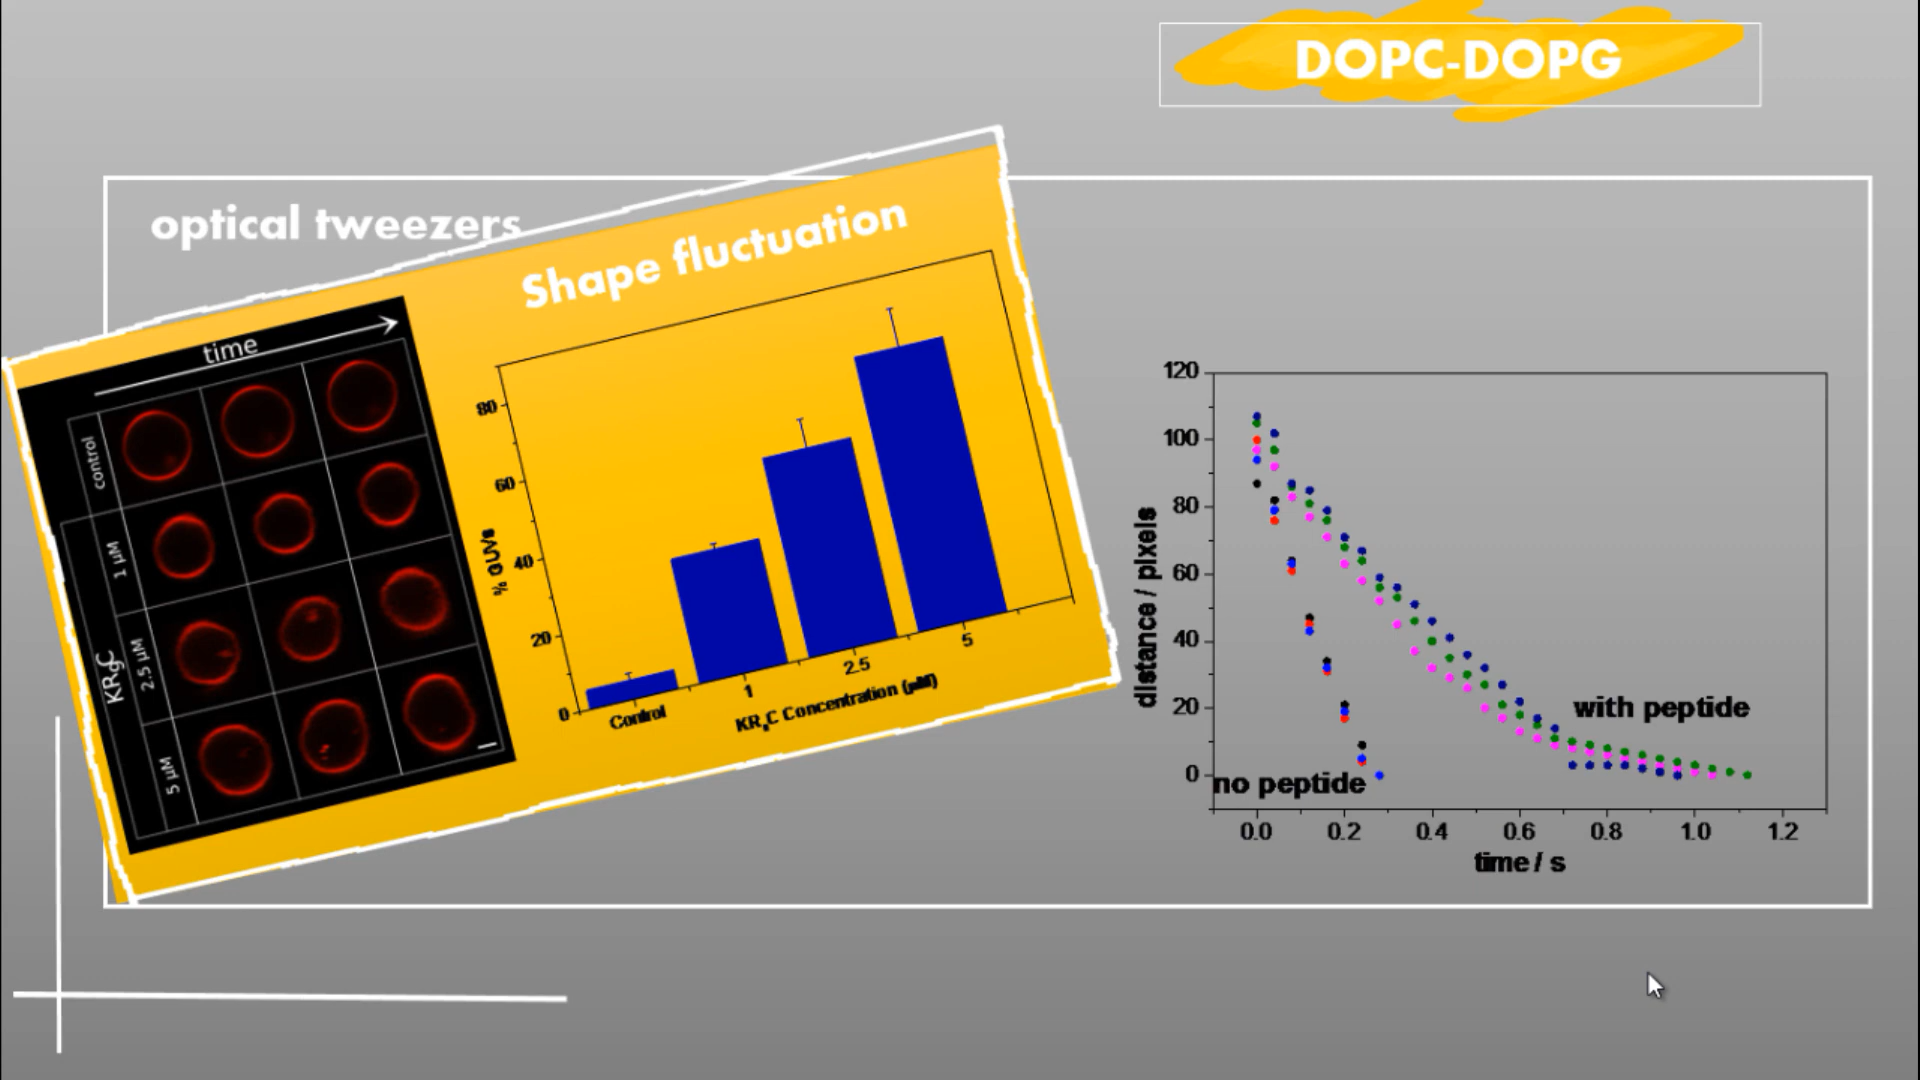 DOPC-DOPG
optical tweezers
Shape fluctuation
time
control
1 µM
2.5 µM
5 µM
KR9C
% GUVs
80
60
40
20
0
Control
1
2.5
5
KR9C Concentration (µM)
distance / pixels
120
100
80
60
40
20
0
with peptide
no peptide
0.0 0.2 0.4 0.6 0.8 1.0 1.2
time / s